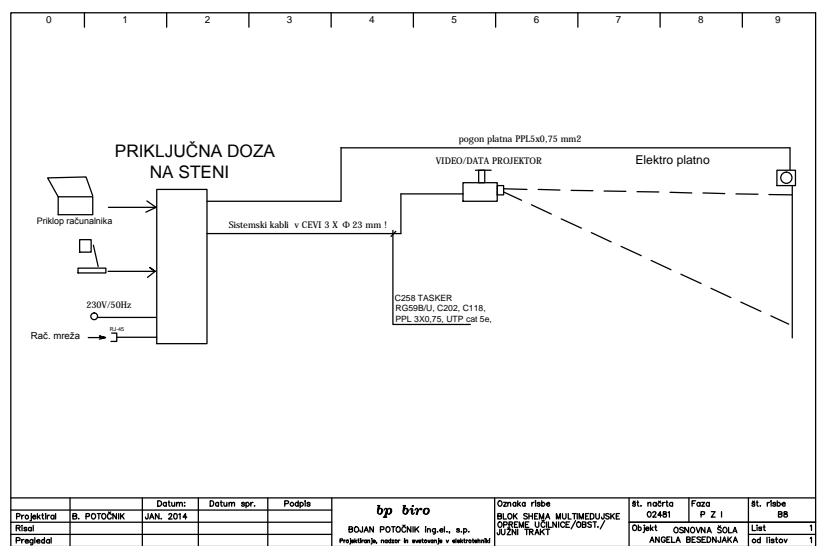 0 1 2 3 4 5 6 7 8 9
pogon platna PPL5x0,75 mm2
PRIKLJUČNA DOZA
NA STENI
VIDEO/DATA PROJEKTOR
Elektro platno
Priklop računalnika
Sistemski kabli v CEVI 3 X Φ 23 mm !
C258 TASKER
RG59B/U, C202, C118,
PPL 3X0,75, UTP cat 5e,
230V/50Hz
RJ-45
Rač. mreža
Datum: Datum spr. Podpis
Projektiral B. POTOČNIK JAN. 2014
Risal
Pregledal
bp biro
BOJAN POTOČNIK ing.el., s.p.
Projektiranje, nadzor in svetovanje v elektrotehniki
Oznaka risbe
BLOK SHEMA MULTIMEDIJSKE
OPREME UČILNICE/OBST./
JUŽNI TRAKT
št. načrta
02481
Faza
P Z I
št. risbe
B8
Objekt OSNOVNA ŠOLA
ANGELA BESEDNJAKA
List 1
od listov 1